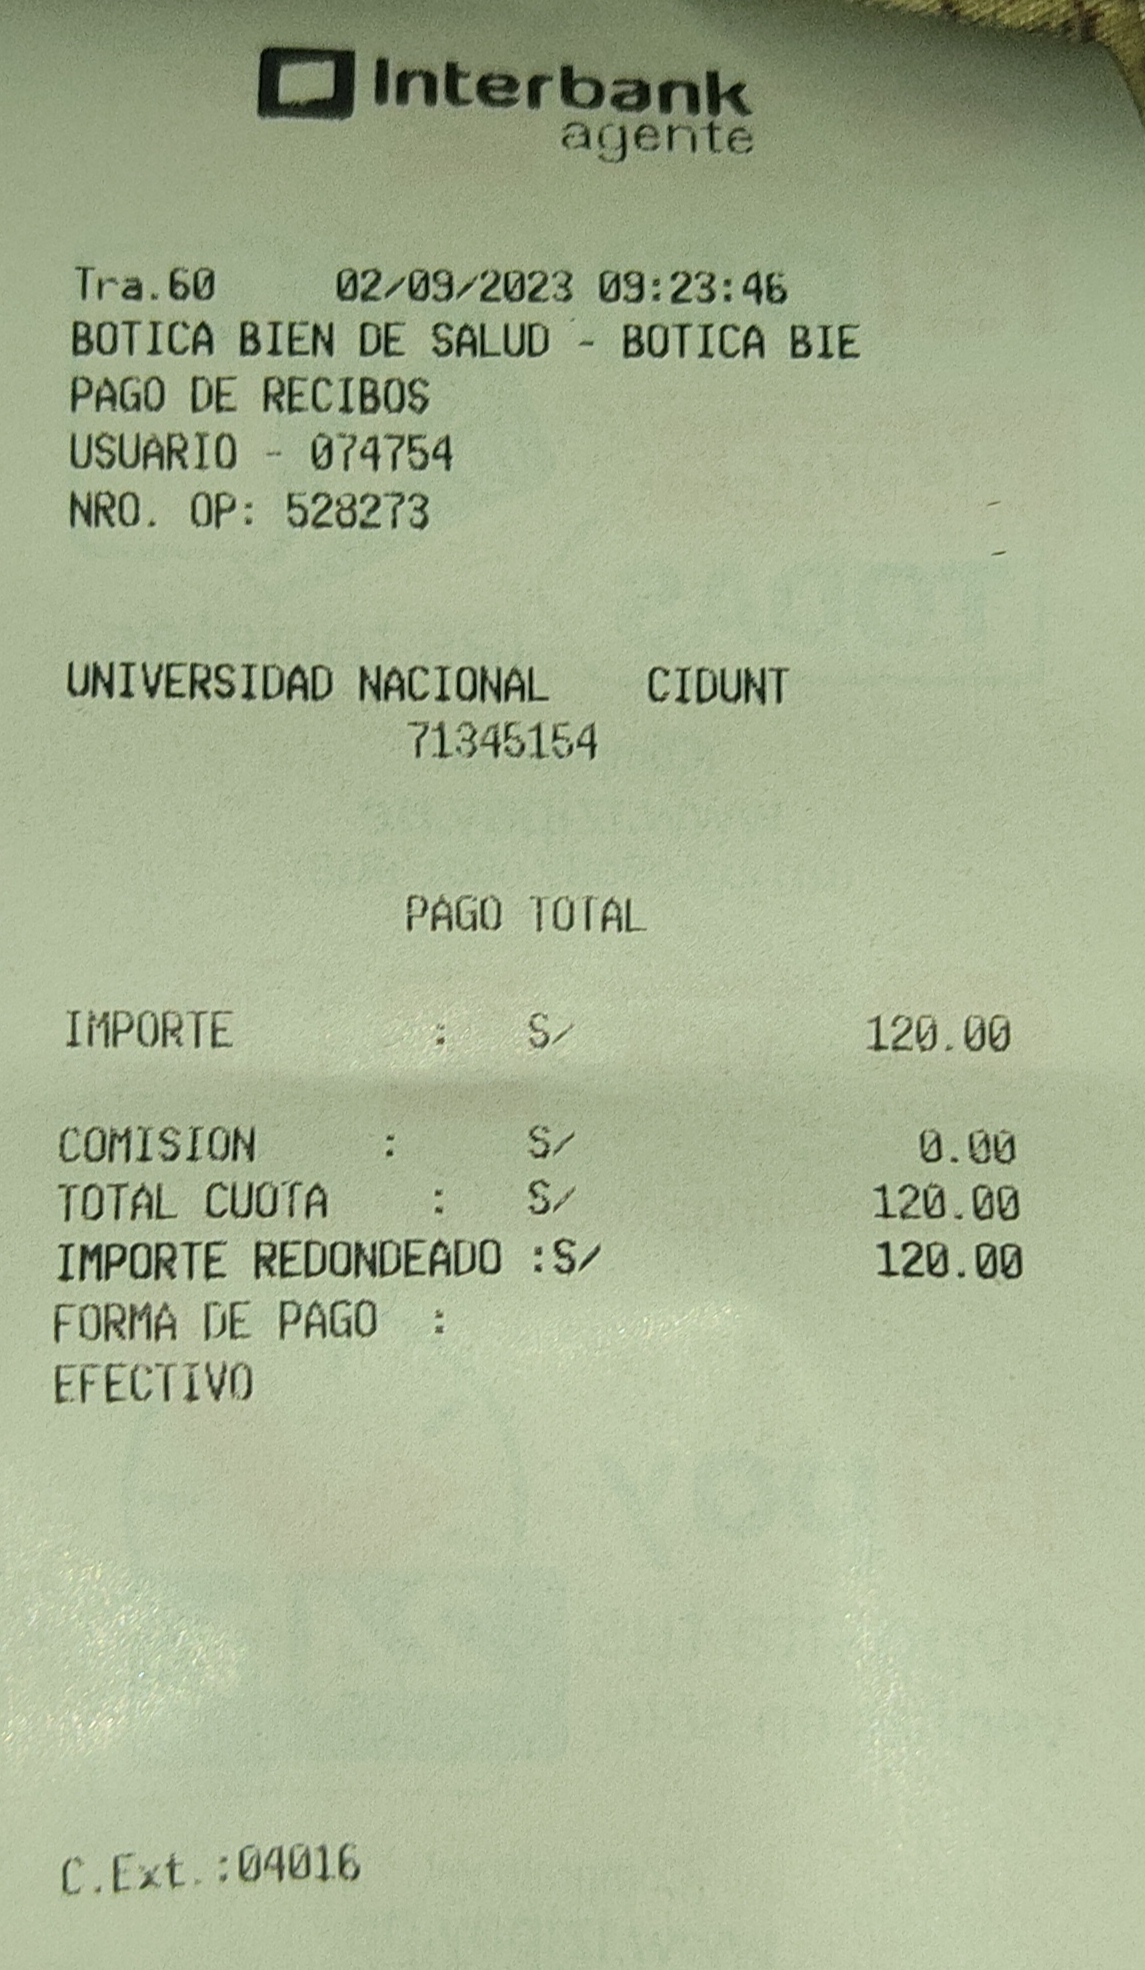 Interbank
agente
Tra.60 02/09/2023 09:23:46
BOTICA BIEN DE SALUD - BOTICA BIE
PAGO DE RECIBOS
USUARIO - 074754
NRO. OP: 528273
UNIVERSIDAD NACIONAL CIDUNT
71345154
PAGO TOTAL
IMPORTE : S/ 120.00
COMISION : S/ 0.00
TOTAL CUOTA : S/ 120.00
IMPORTE REDONDEADO :S/ 120.00
FORMA DE PAGO :
EFECTIVO
C.Ext.:04016